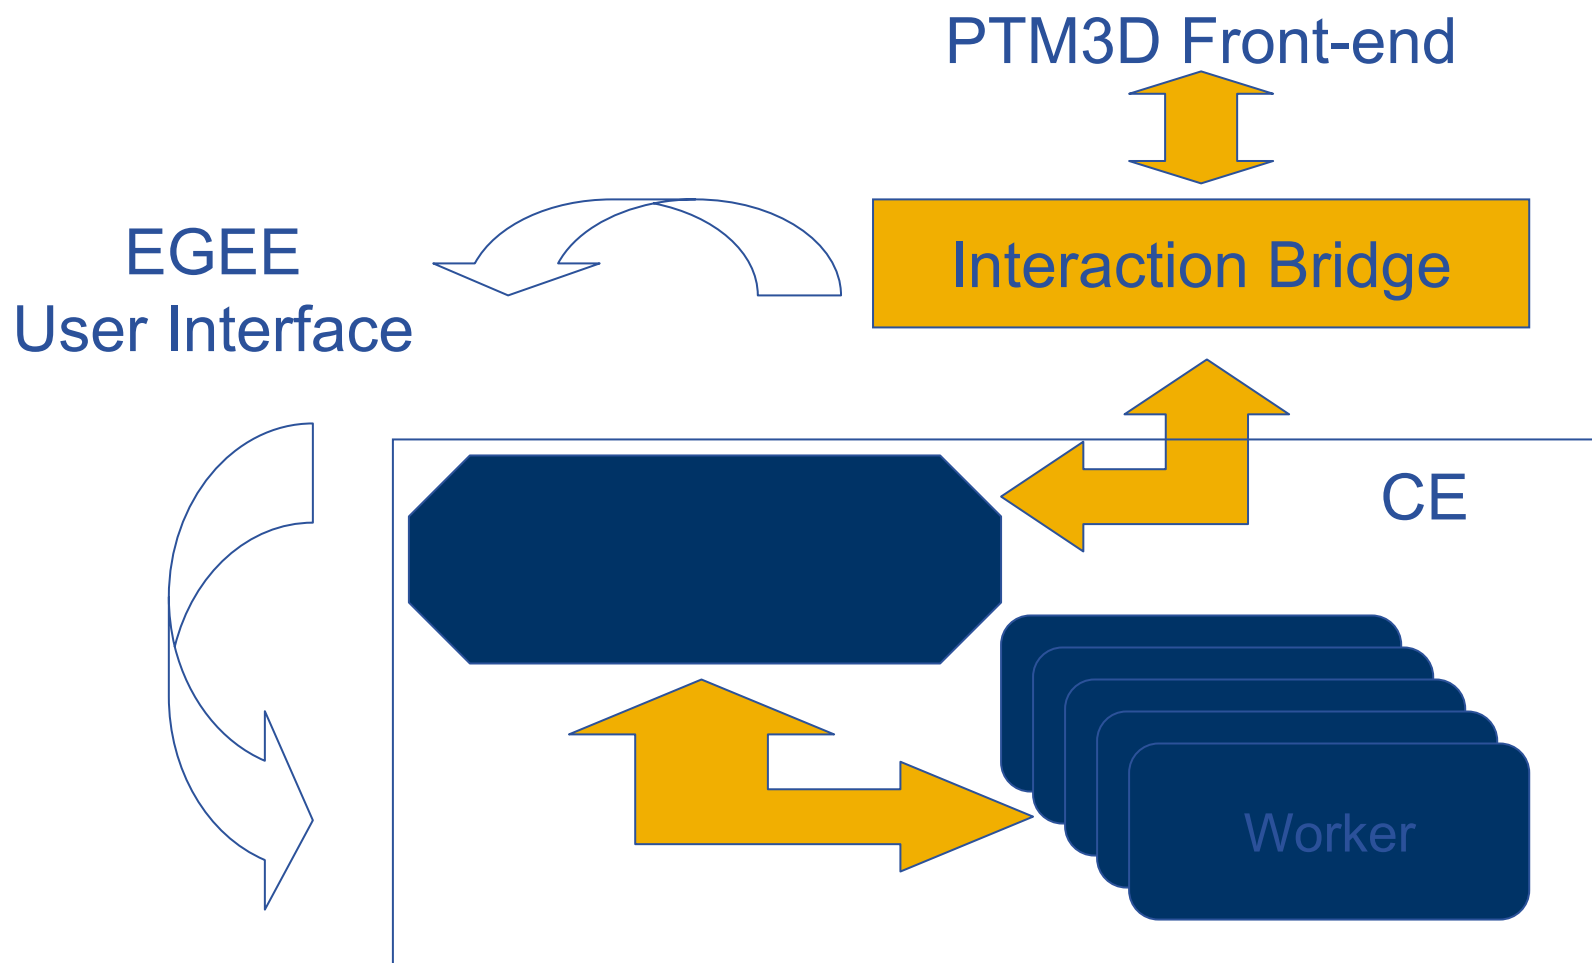 PTM3D Front-end
Interaction Bridge
EGEE
User Interface
CE
Worker